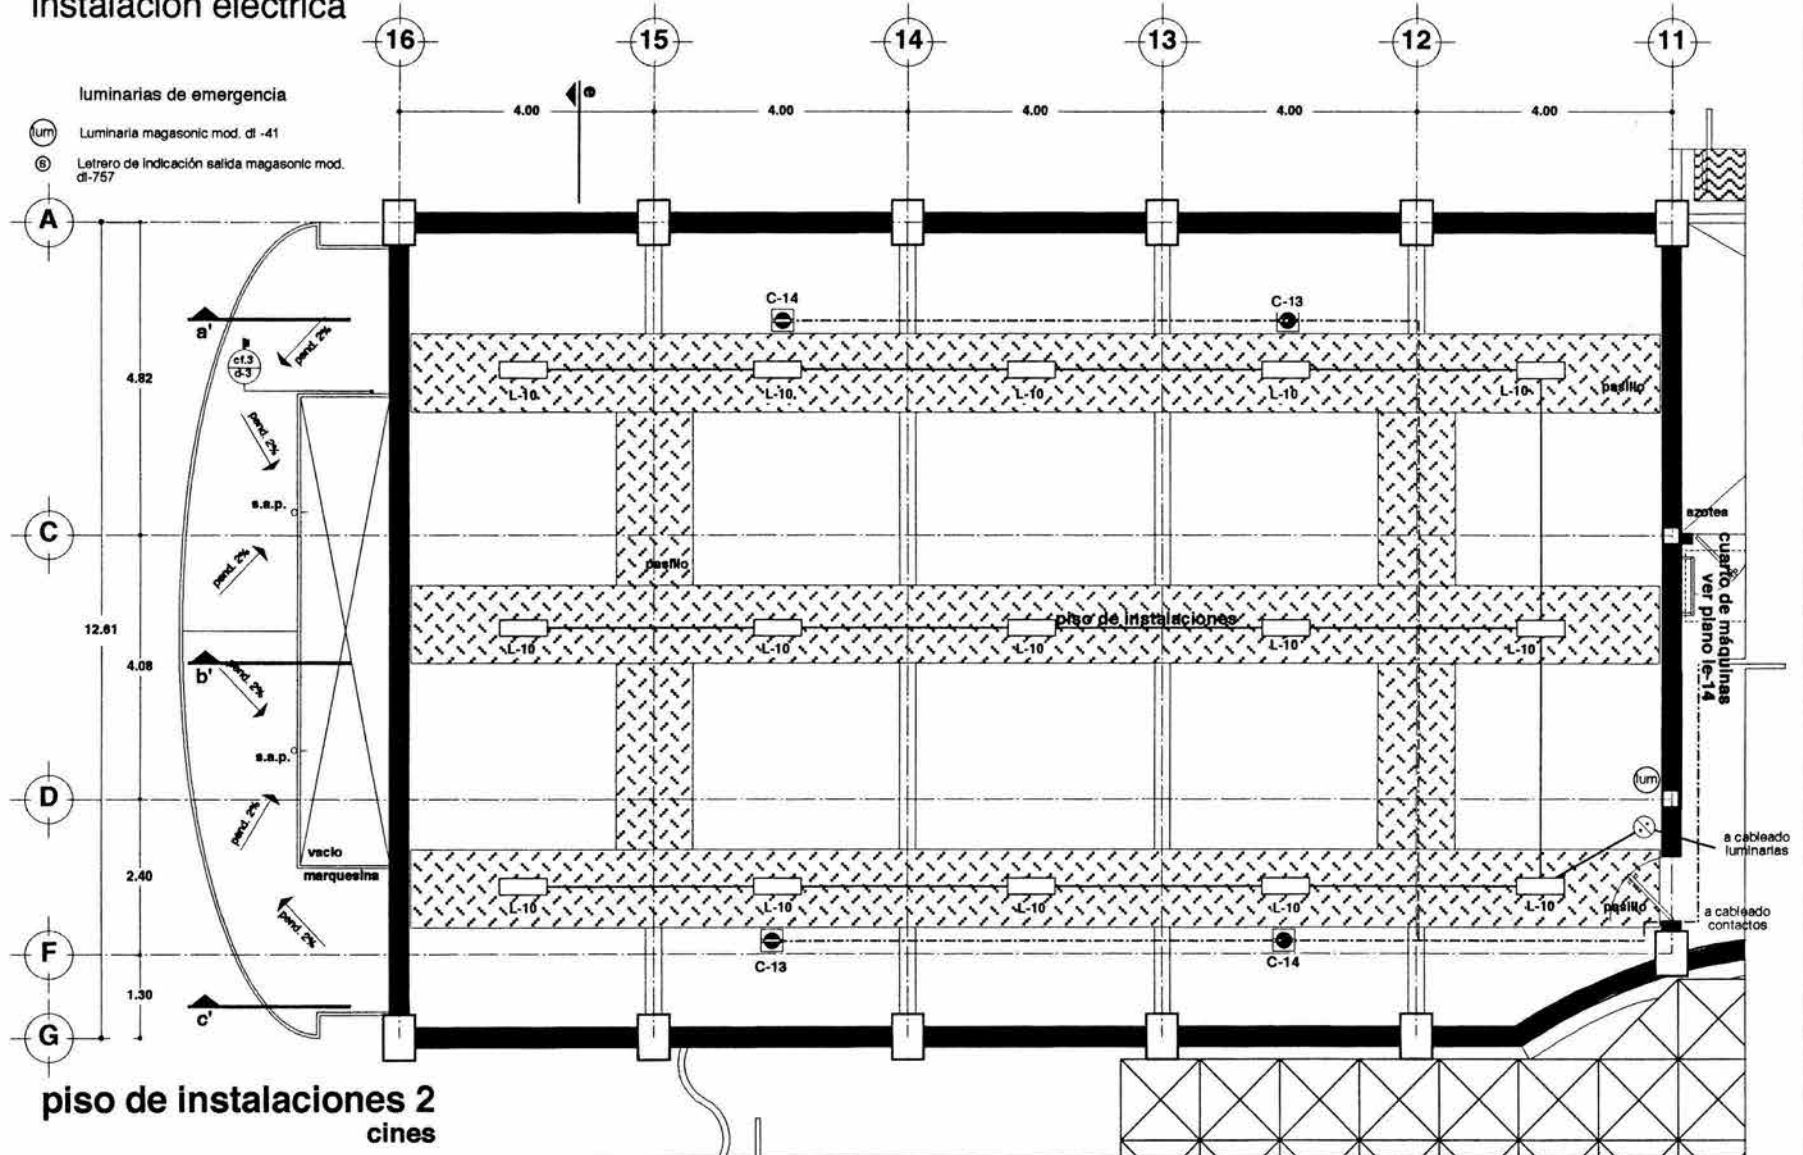 instalación eléctrica
16 15 14 13 12 11
luminarias de emergencia
lum Luminaria magasonic mod. dl -41
s Letrero de indicación salida magasonic mod.
dl-757
e
4.00 4.00 4.00 4.00 4.00
A
C-14 C-13
a'
pend. 2%
cf.3
d-3
4.82
L-10. L-10. L-10 L-10 L-10.
pasillo
pend. 2%
s.a.p.
C
azotea
pend. 2%
pasillo
cuarto de máquinas
ver plano ie-14
12.61
piso de instalaciones
L-10 L-10 L-10 L-10 L-10
4.08
b'
pend. 2%
s.a.p.
lum
D
pend. 2%
a cableado
luminarias
vacio
marquesina
2.40
L-10 L-10 L-10 L-10 L-10
pasillo
a cableado
contactos
pend. 2%
F
C-13 C-14
1.30
c'
G
piso de instalaciones 2
cines